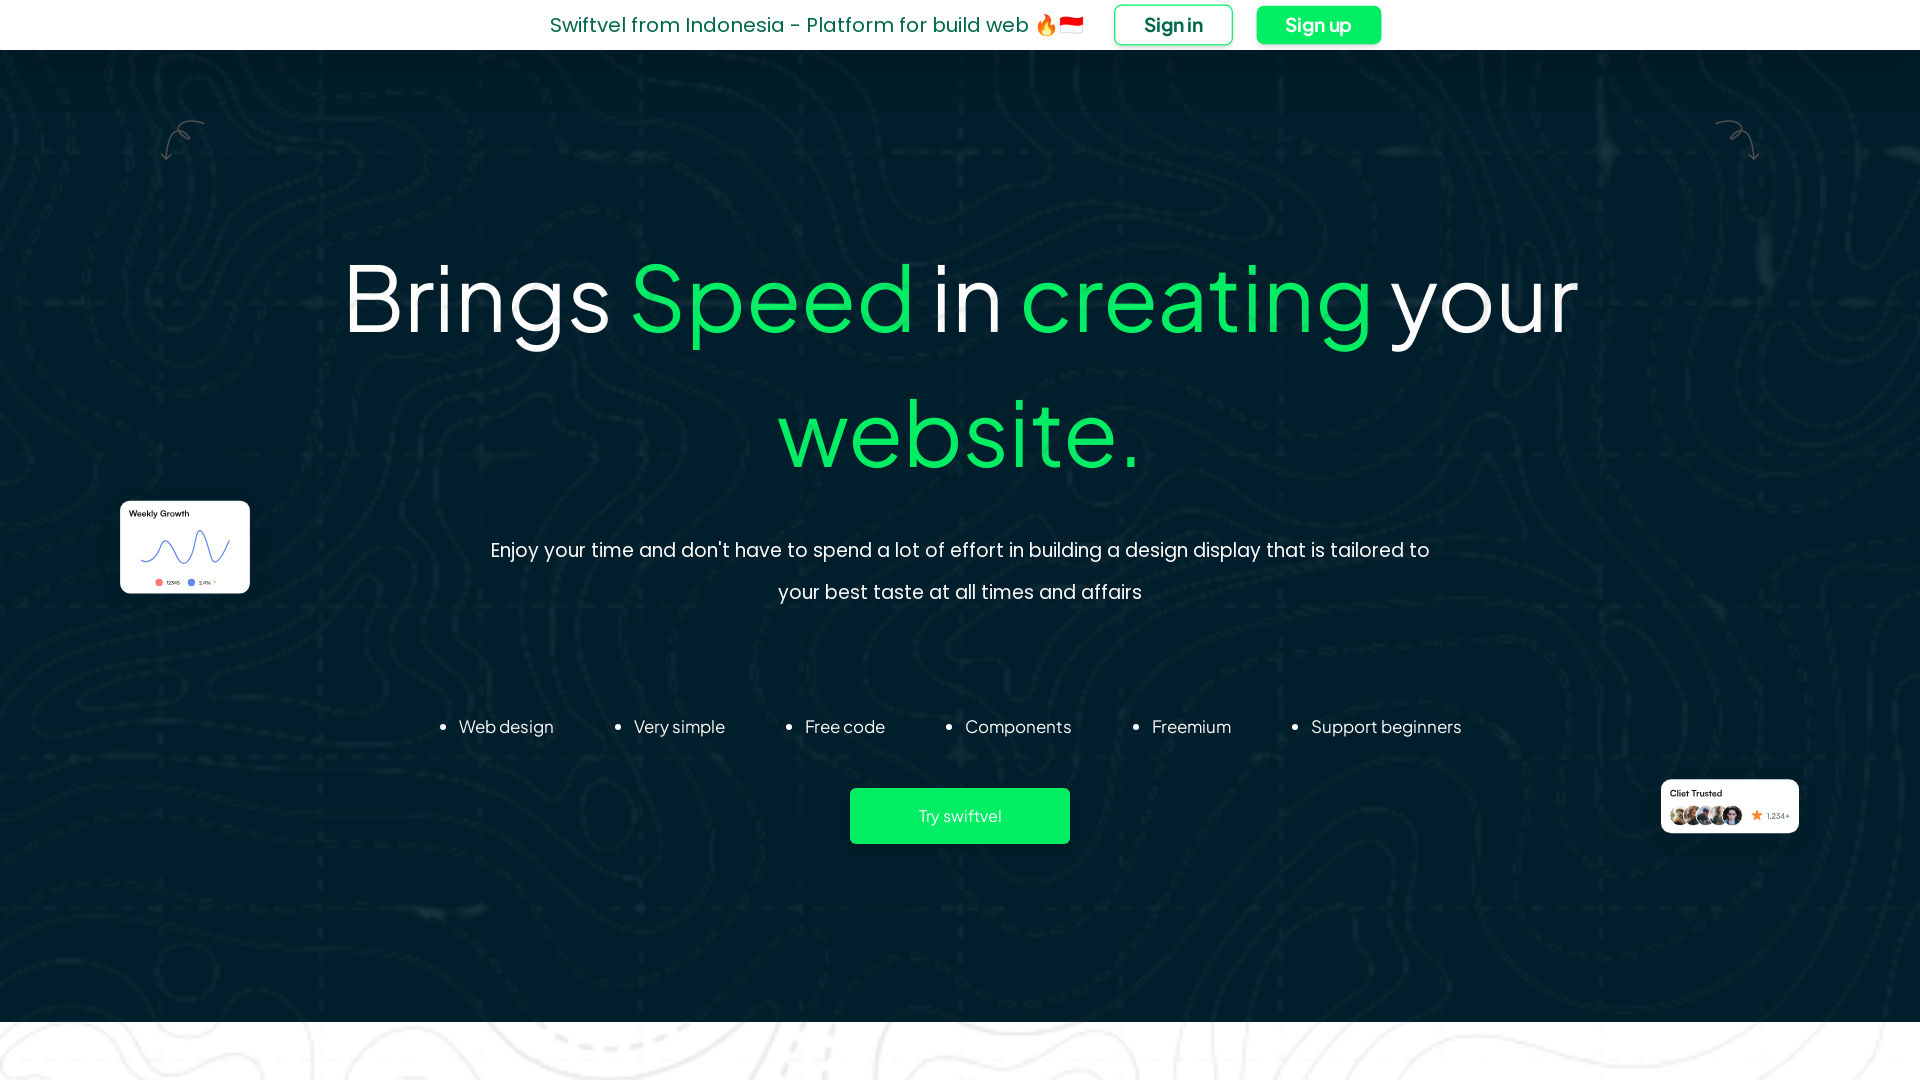 Swiftvel from Indonesia - Platform for build web 🔥🇮🇩
Sign in
Sign up
Brings Speed in creating your
website.
Weekly Growth
12345
2.4% ↑
Enjoy your time and don't have to spend a lot of effort in building a design display that is tailored to
your best taste at all times and affairs
Web design
Very simple
Free code
Components
Freemium
Support beginners
Try swiftvel
Cliet Trusted
1,234+